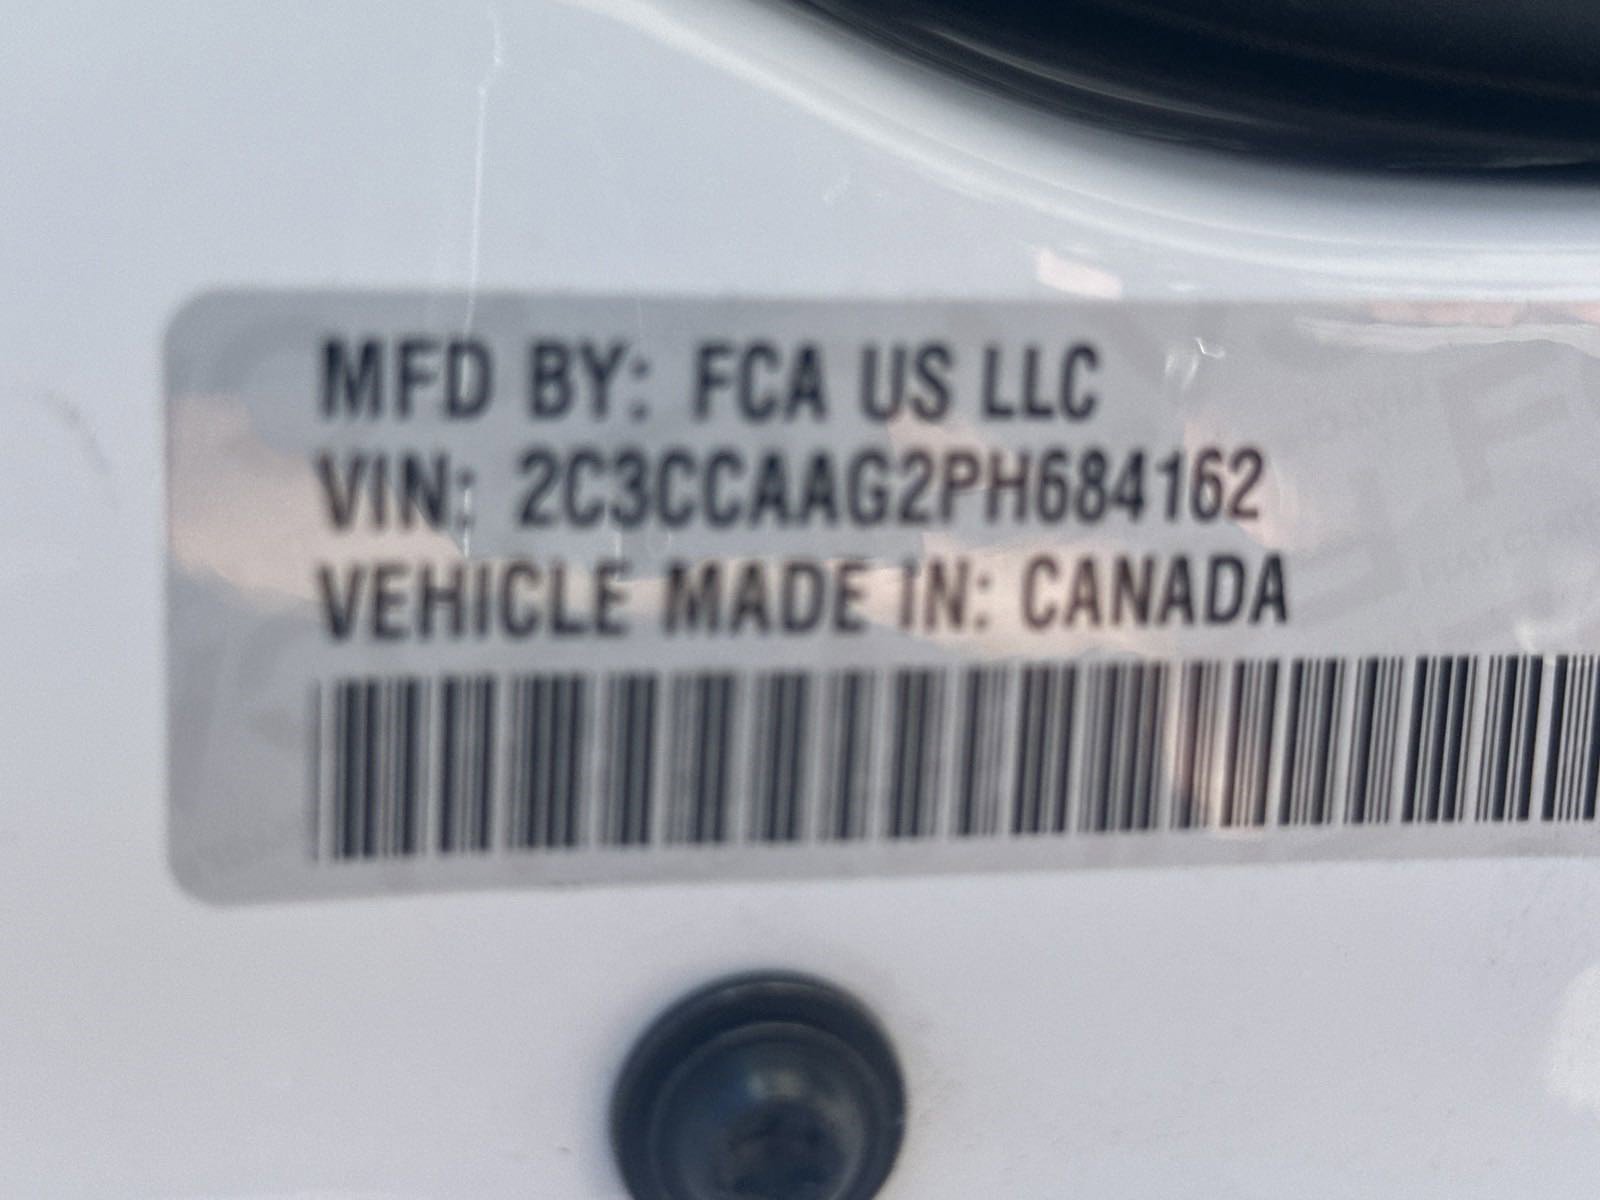 MFD BY: FCA US LLC
VIN: 2C3CCAAG2PH684162
VEHICLE MADE IN: CANADA